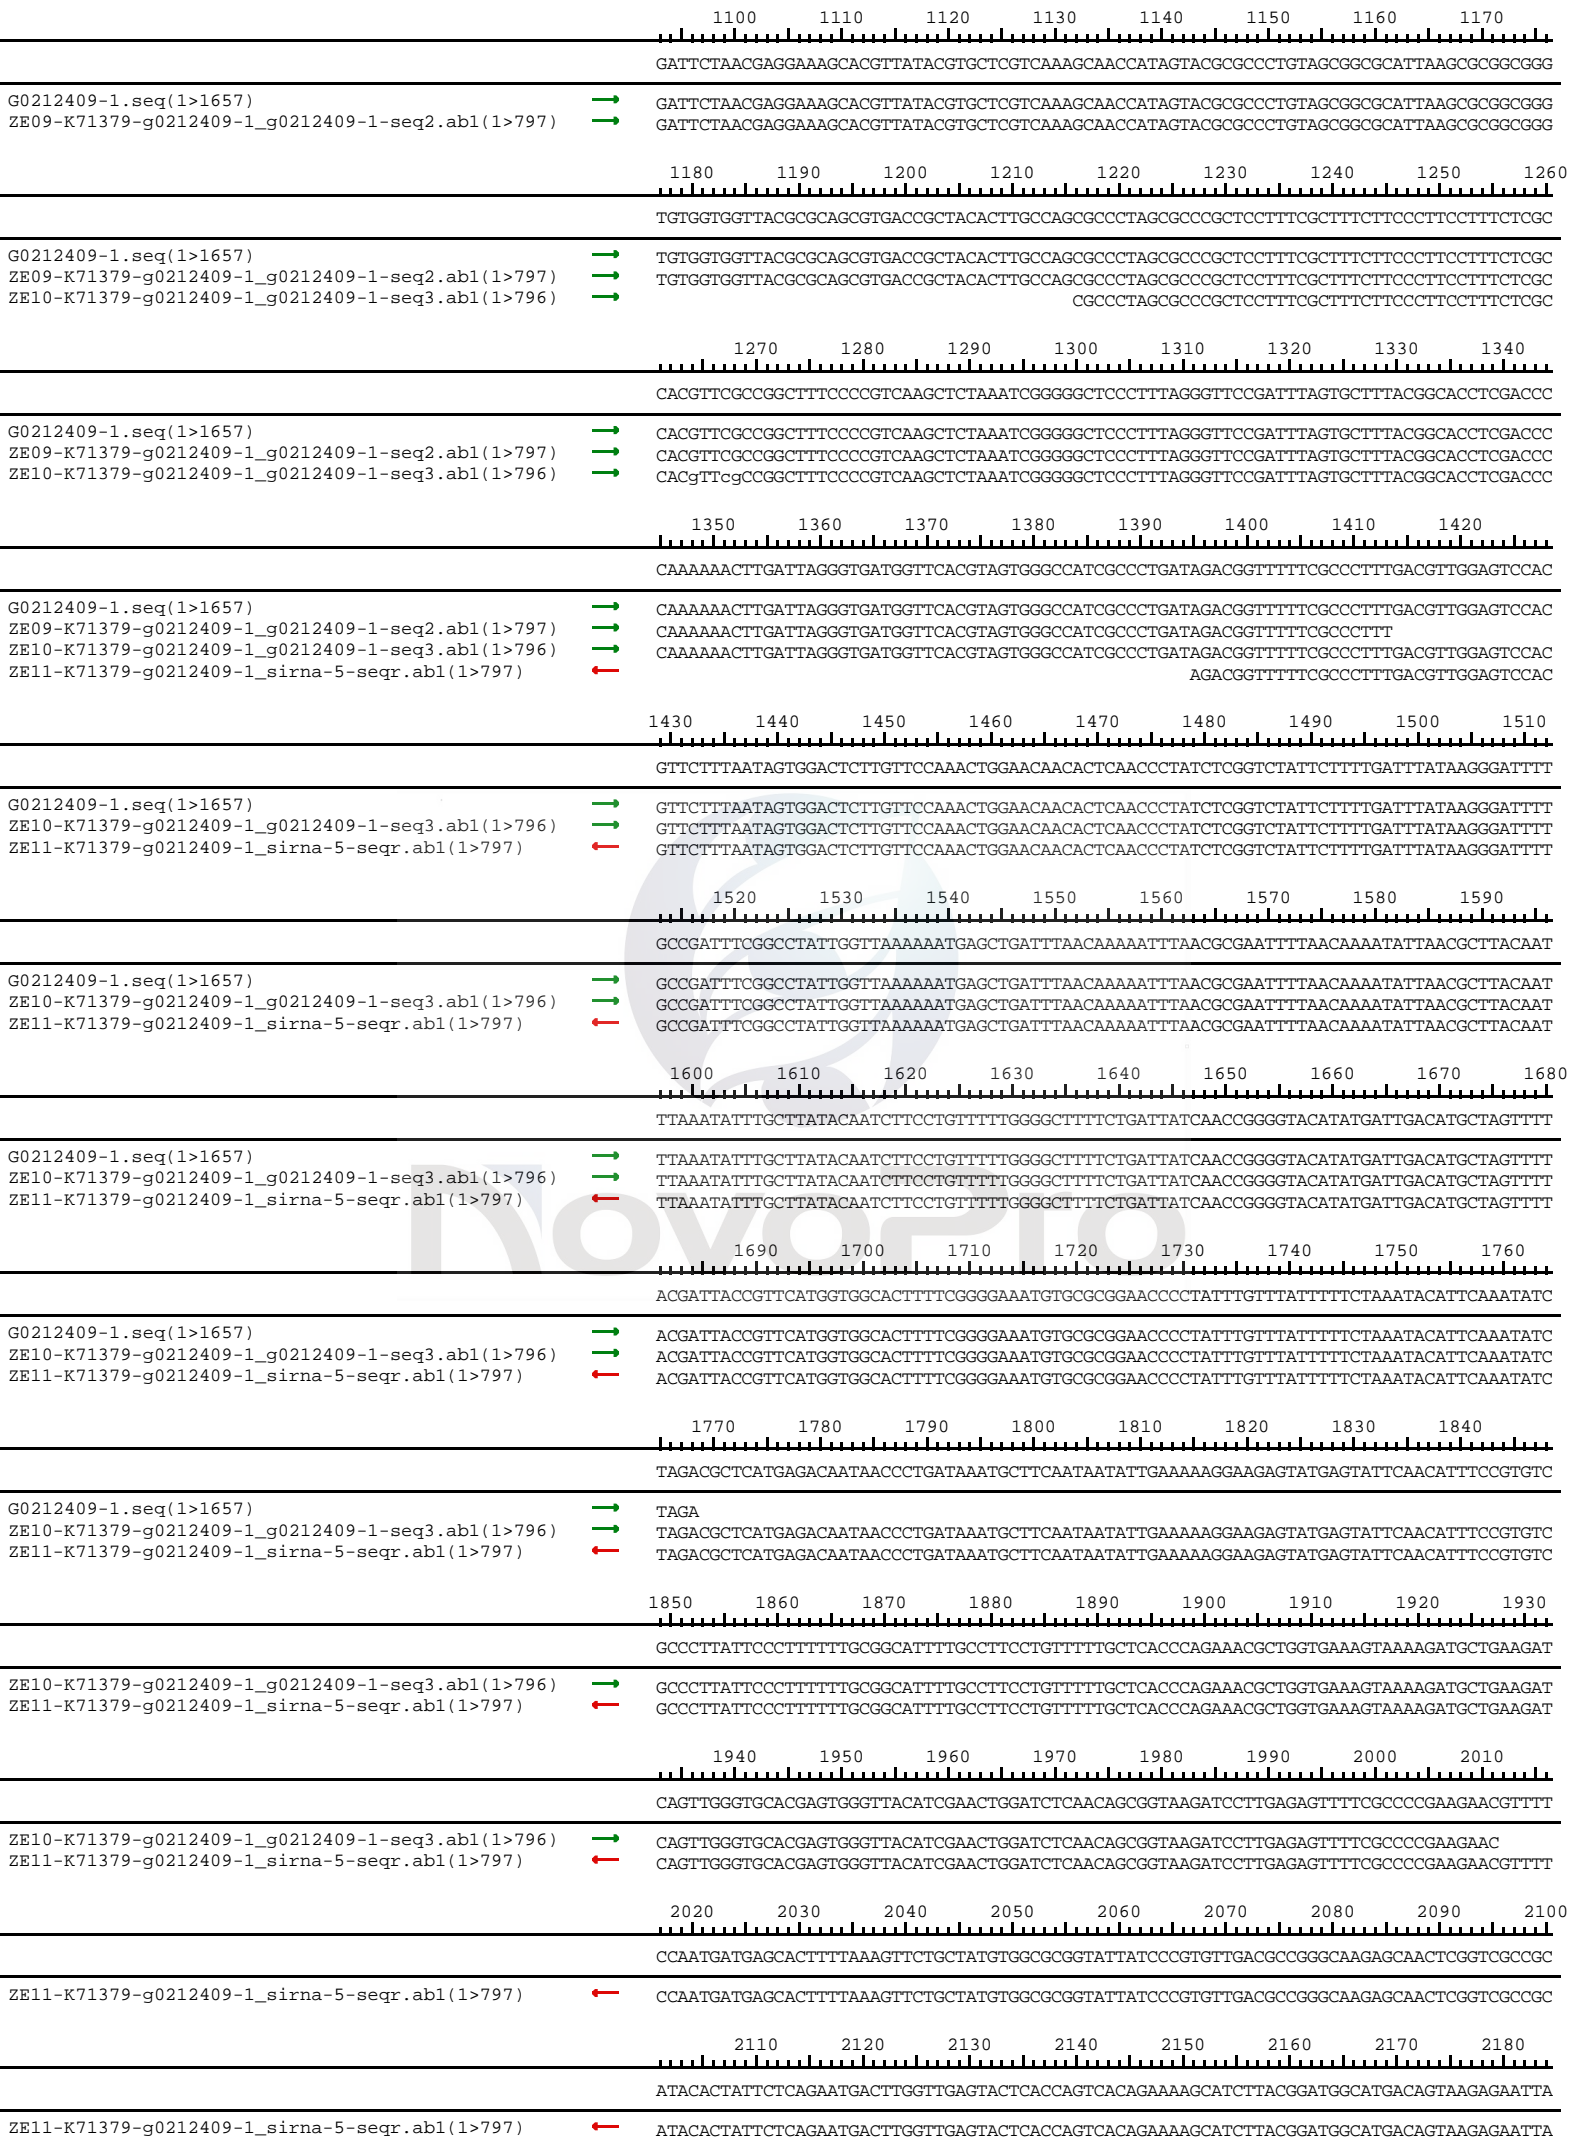 1100 1110 1120 1130 1140 1150 1160 1170
GATTCTAACGAGGAAAGCACGTTATACGTGCTCGTCAAAGCAACCATAGTACGCGCCCTGTAGCGGCGCATTAAGCGCGGCGGG
G0212409-1.seq(1>1657) GATTCTAACGAGGAAAGCACGTTATACGTGCTCGTCAAAGCAACCATAGTACGCGCCCTGTAGCGGCGCATTAAGCGCGGCGGG
ZE09-K71379-g0212409-1_g0212409-1-seq2.ab1(1>797) GATTCTAACGAGGAAAGCACGTTATACGTGCTCGTCAAAGCAACCATAGTACGCGCCCTGTAGCGGCGCATTAAGCGCGGCGGG
1180 1190 1200 1210 1220 1230 1240 1250 1260
TGTGGTGGTTACGCGCAGCGTGACCGCTACACTTGCCAGCGCCCTAGCGCCCGCTCCTTTCGCTTTCTTCCCTTCCTTTCTCGC
G0212409-1.seq(1>1657) TGTGGTGGTTACGCGCAGCGTGACCGCTACACTTGCCAGCGCCCTAGCGCCCGCTCCTTTCGCTTTCTTCCCTTCCTTTCTCGC
ZE09-K71379-g0212409-1_g0212409-1-seq2.ab1(1>797) TGTGGTGGTTACGCGCAGCGTGACCGCTACACTTGCCAGCGCCCTAGCGCCCGCTCCTTTCGCTTTCTTCCCTTCCTTTCTCGC
ZE10-K71379-g0212409-1_g0212409-1-seq3.ab1(1>796) CGCCCTAGCGCCCGCTCCTTTCGCTTTCTTCCCTTCCTTTCTCGC
1270 1280 1290 1300 1310 1320 1330 1340
CACGTTCGCCGGCTTTCCCCGTCAAGCTCTAAATCGGGGGCTCCCTTTAGGGTTCCGATTTAGTGCTTTACGGCACCTCGACCC
G0212409-1.seq(1>1657) CACGTTCGCCGGCTTTCCCCGTCAAGCTCTAAATCGGGGGCTCCCTTTAGGGTTCCGATTTAGTGCTTTACGGCACCTCGACCC
ZE09-K71379-g0212409-1_g0212409-1-seq2.ab1(1>797) CACGTTCGCCGGCTTTCCCCGTCAAGCTCTAAATCGGGGGCTCCCTTTAGGGTTCCGATTTAGTGCTTTACGGCACCTCGACCC
ZE10-K71379-g0212409-1_g0212409-1-seq3.ab1(1>796) CACgTTcgCCGGCTTTCCCCGTCAAGCTCTAAATCGGGGGCTCCCTTTAGGGTTCCGATTTAGTGCTTTACGGCACCTCGACCC
1350 1360 1370 1380 1390 1400 1410 1420
CAAAAAACTTGATTAGGGTGATGGTTCACGTAGTGGGCCATCGCCCTGATAGACGGTTTTTCGCCCTTTGACGTTGGAGTCCAC
G0212409-1.seq(1>1657) CAAAAAACTTGATTAGGGTGATGGTTCACGTAGTGGGCCATCGCCCTGATAGACGGTTTTTCGCCCTTTGACGTTGGAGTCCAC
ZE09-K71379-g0212409-1_g0212409-1-seq2.ab1(1>797) CAAAAAACTTGATTAGGGTGATGGTTCACGTAGTGGGCCATCGCCCTGATAGACGGTTTTTCGCCCTTT
ZE10-K71379-g0212409-1_g0212409-1-seq3.ab1(1>796) CAAAAAACTTGATTAGGGTGATGGTTCACGTAGTGGGCCATCGCCCTGATAGACGGTTTTTCGCCCTTTGACGTTGGAGTCCAC
ZE11-K71379-g0212409-1_sirna-5-seqr.ab1(1>797) AGACGGTTTTTCGCCCTTTGACGTTGGAGTCCAC
1430 1440 1450 1460 1470 1480 1490 1500 1510
GTTCTTTAATAGTGGACTCTTGTTCCAAACTGGAACAACACTCAACCCTATCTCGGTCTATTCTTTTGATTTATAAGGGATTTT
G0212409-1.seq(1>1657) GTTCTTTAATAGTGGACTCTTGTTCCAAACTGGAACAACACTCAACCCTATCTCGGTCTATTCTTTTGATTTATAAGGGATTTT
ZE10-K71379-g0212409-1_g0212409-1-seq3.ab1(1>796) GTTCTTTAATAGTGGACTCTTGTTCCAAACTGGAACAACACTCAACCCTATCTCGGTCTATTCTTTTGATTTATAAGGGATTTT
ZE11-K71379-g0212409-1_sirna-5-seqr.ab1(1>797) GTTCTTTAATAGTGGACTCTTGTTCCAAACTGGAACAACACTCAACCCTATCTCGGTCTATTCTTTTGATTTATAAGGGATTTT
1520 1530 1540 1550 1560 1570 1580 1590
GCCGATTTCGGCCTATTGGTTAAAAAATGAGCTGATTTAACAAAAATTTAACGCGAATTTTAACAAAATATTAACGCTTACAAT
G0212409-1.seq(1>1657) GCCGATTTCGGCCTATTGGTTAAAAAATGAGCTGATTTAACAAAAATTTAACGCGAATTTTAACAAAATATTAACGCTTACAAT
ZE10-K71379-g0212409-1_g0212409-1-seq3.ab1(1>796) GCCGATTTCGGCCTATTGGTTAAAAAATGAGCTGATTTAACAAAAATTTAACGCGAATTTTAACAAAATATTAACGCTTACAAT
ZE11-K71379-g0212409-1_sirna-5-seqr.ab1(1>797) GCCGATTTCGGCCTATTGGTTAAAAAATGAGCTGATTTAACAAAAATTTAACGCGAATTTTAACAAAATATTAACGCTTACAAT
1600 1610 1620 1630 1640 1650 1660 1670 1680
TTAAATATTTGCTTATACAATCTTCCTGTTTTTGGGGCTTTTCTGATTATCAACCGGGGTACATATGATTGACATGCTAGTTTT
G0212409-1.seq(1>1657) TTAAATATTTGCTTATACAATCTTCCTGTTTTTGGGGCTTTTCTGATTATCAACCGGGGTACATATGATTGACATGCTAGTTTT
ZE10-K71379-g0212409-1_g0212409-1-seq3.ab1(1>796) TTAAATATTTGCTTATACAATCTTCCTGTTTTTGGGGCTTTTCTGATTATCAACCGGGGTACATATGATTGACATGCTAGTTTT
ZE11-K71379-g0212409-1_sirna-5-seqr.ab1(1>797) TTAAATATTTGCTTATACAATCTTCCTGTTTTTGGGGCTTTTCTGATTATCAACCGGGGTACATATGATTGACATGCTAGTTTT
NovoPro
1690 1700 1710 1720 1730 1740 1750 1760
ACGATTACCGTTCATGGTGGCACTTTTCGGGGAAATGTGCGCGGAACCCCTATTTGTTTATTTTTCTAAATACATTCAAATATC
G0212409-1.seq(1>1657) ACGATTACCGTTCATGGTGGCACTTTTCGGGGAAATGTGCGCGGAACCCCTATTTGTTTATTTTTCTAAATACATTCAAATATC
ZE10-K71379-g0212409-1_g0212409-1-seq3.ab1(1>796) ACGATTACCGTTCATGGTGGCACTTTTCGGGGAAATGTGCGCGGAACCCCTATTTGTTTATTTTTCTAAATACATTCAAATATC
ZE11-K71379-g0212409-1_sirna-5-seqr.ab1(1>797) ACGATTACCGTTCATGGTGGCACTTTTCGGGGAAATGTGCGCGGAACCCCTATTTGTTTATTTTTCTAAATACATTCAAATATC
1770 1780 1790 1800 1810 1820 1830 1840
TAGACGCTCATGAGACAATAACCCTGATAAATGCTTCAATAATATTGAAAAAGGAAGAGTATGAGTATTCAACATTTCCGTGTC
G0212409-1.seq(1>1657) TAGA
ZE10-K71379-g0212409-1_g0212409-1-seq3.ab1(1>796) TAGACGCTCATGAGACAATAACCCTGATAAATGCTTCAATAATATTGAAAAAGGAAGAGTATGAGTATTCAACATTTCCGTGTC
ZE11-K71379-g0212409-1_sirna-5-seqr.ab1(1>797) TAGACGCTCATGAGACAATAACCCTGATAAATGCTTCAATAATATTGAAAAAGGAAGAGTATGAGTATTCAACATTTCCGTGTC
1850 1860 1870 1880 1890 1900 1910 1920 1930
GCCCTTATTCCCTTTTTTGCGGCATTTTGCCTTCCTGTTTTTGCTCACCCAGAAACGCTGGTGAAAGTAAAAGATGCTGAAGAT
ZE10-K71379-g0212409-1_g0212409-1-seq3.ab1(1>796) GCCCTTATTCCCTTTTTTGCGGCATTTTGCCTTCCTGTTTTTGCTCACCCAGAAACGCTGGTGAAAGTAAAAGATGCTGAAGAT
ZE11-K71379-g0212409-1_sirna-5-seqr.ab1(1>797) GCCCTTATTCCCTTTTTTGCGGCATTTTGCCTTCCTGTTTTTGCTCACCCAGAAACGCTGGTGAAAGTAAAAGATGCTGAAGAT
1940 1950 1960 1970 1980 1990 2000 2010
CAGTTGGGTGCACGAGTGGGTTACATCGAACTGGATCTCAACAGCGGTAAGATCCTTGAGAGTTTTCGCCCCGAAGAACGTTTT
ZE10-K71379-g0212409-1_g0212409-1-seq3.ab1(1>796) CAGTTGGGTGCACGAGTGGGTTACATCGAACTGGATCTCAACAGCGGTAAGATCCTTGAGAGTTTTCGCCCCGAAGAAC
ZE11-K71379-g0212409-1_sirna-5-seqr.ab1(1>797) CAGTTGGGTGCACGAGTGGGTTACATCGAACTGGATCTCAACAGCGGTAAGATCCTTGAGAGTTTTCGCCCCGAAGAACGTTTT
2020 2030 2040 2050 2060 2070 2080 2090 2100
CCAATGATGAGCACTTTTAAAGTTCTGCTATGTGGCGCGGTATTATCCCGTGTTGACGCCGGGCAAGAGCAACTCGGTCGCCGC
ZE11-K71379-g0212409-1_sirna-5-seqr.ab1(1>797) CCAATGATGAGCACTTTTAAAGTTCTGCTATGTGGCGCGGTATTATCCCGTGTTGACGCCGGGCAAGAGCAACTCGGTCGCCGC
2110 2120 2130 2140 2150 2160 2170 2180
ATACACTATTCTCAGAATGACTTGGTTGAGTACTCACCAGTCACAGAAAAGCATCTTACGGATGGCATGACAGTAAGAGAATTA
ZE11-K71379-g0212409-1_sirna-5-seqr.ab1(1>797) ATACACTATTCTCAGAATGACTTGGTTGAGTACTCACCAGTCACAGAAAAGCATCTTACGGATGGCATGACAGTAAGAGAATTA